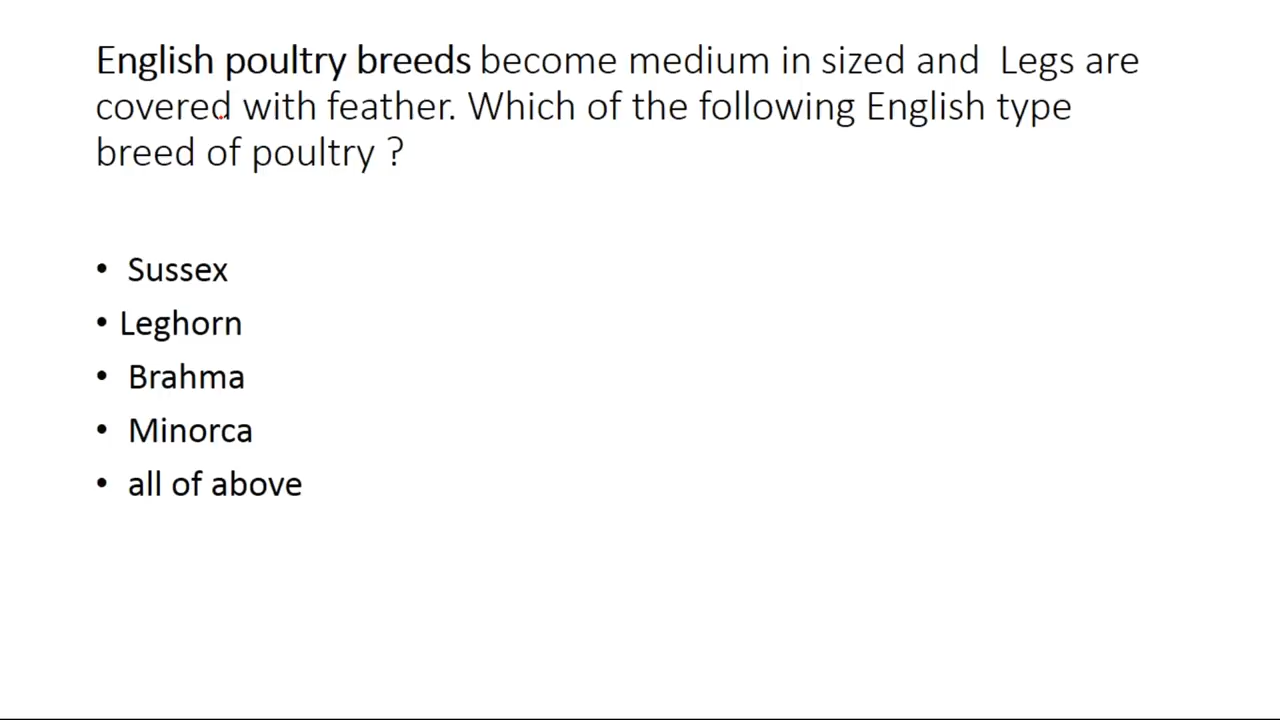 English poultry breeds become medium in sized and  Legs are
covered with feather. Which of the following English type
breed of poultry ?
• Sussex
• Leghorn
• Brahma
• Minorca
• all of above